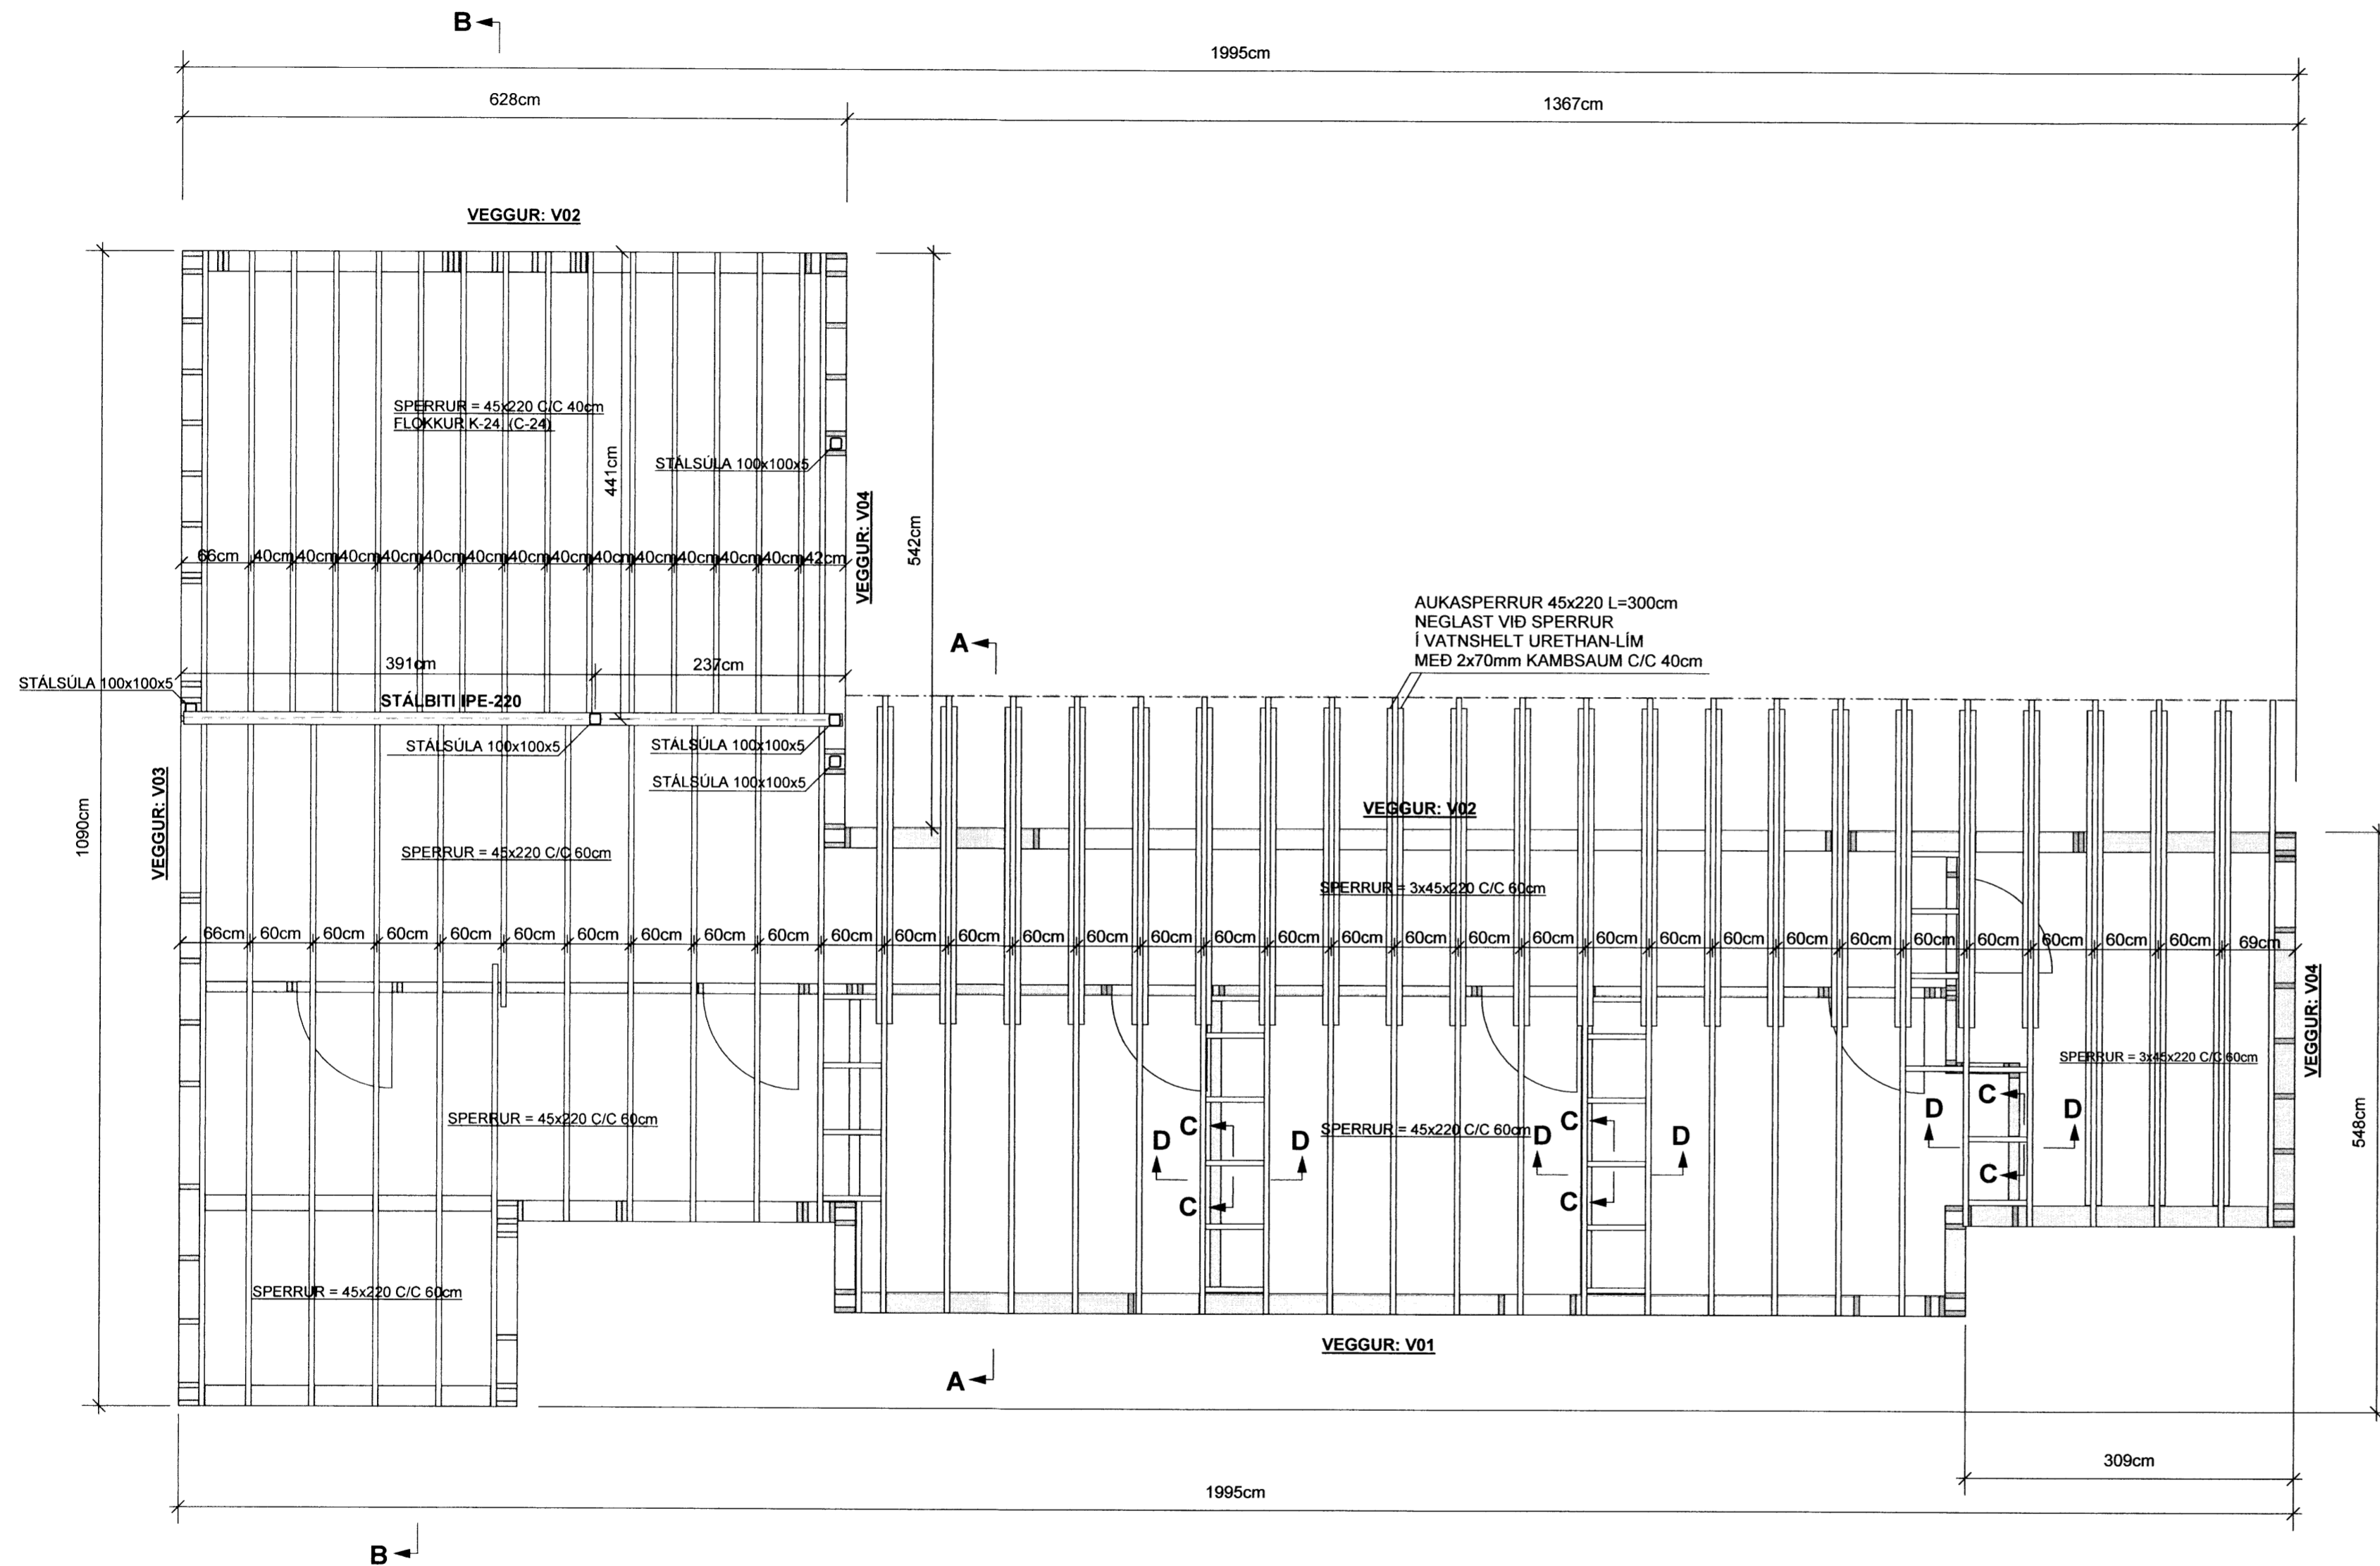 B
1995cm
628cm
1367cm
VEGGUR: V02
SPERRUR = 45x220 C/C 40cm
FLOKKUR K-24 (C-24)
441cm
STÁLSÚLA 100x100x5
VEGGUR: V04
542cm
66cm 40cm 40cm 40cm 40cm 40cm 40cm 40cm 40cm 40cm 40cm 40cm 40cm 40cm 42cm
AUKASPERRUR 45x220 L=300cm
NEGLAST VIÐ SPERRUR
Í VATNSHELT URETHAN-LÍM
MEÐ 2x70mm KAMBSAUM C/C 40cm
A
391cm
237cm
STÁLSÚLA 100x100x5
STÁLBITI IPE-220
STÁLSÚLA 100x100x5
STÁLSÚLA 100x100x5
STÁLSÚLA 100x100x5
VEGGUR: V03
1090cm
VEGGUR: V02
SPERRUR = 45x220 C/C 60cm
SPERRUR = 3x45x220 C/C 60cm
66cm 60cm 60cm 60cm 60cm 60cm 60cm 60cm 60cm 60cm 60cm 60cm 60cm 60cm 60cm 60cm 60cm 60cm 60cm 60cm 60cm 60cm 60cm 60cm 60cm 60cm 60cm 60cm 60cm 60cm 60cm 60cm 69cm
VEGGUR: V04
SPERRUR = 3x45x220 C/C 60cm
SPERRUR = 45x220 C/C 60cm
SPERRUR = 45x220 C/C 60cm
D
C
D
C
D
C
D
C
D
C
D
C
548cm
SPERRUR = 45x220 C/C 60cm
VEGGUR: V01
A
309cm
1995cm
B